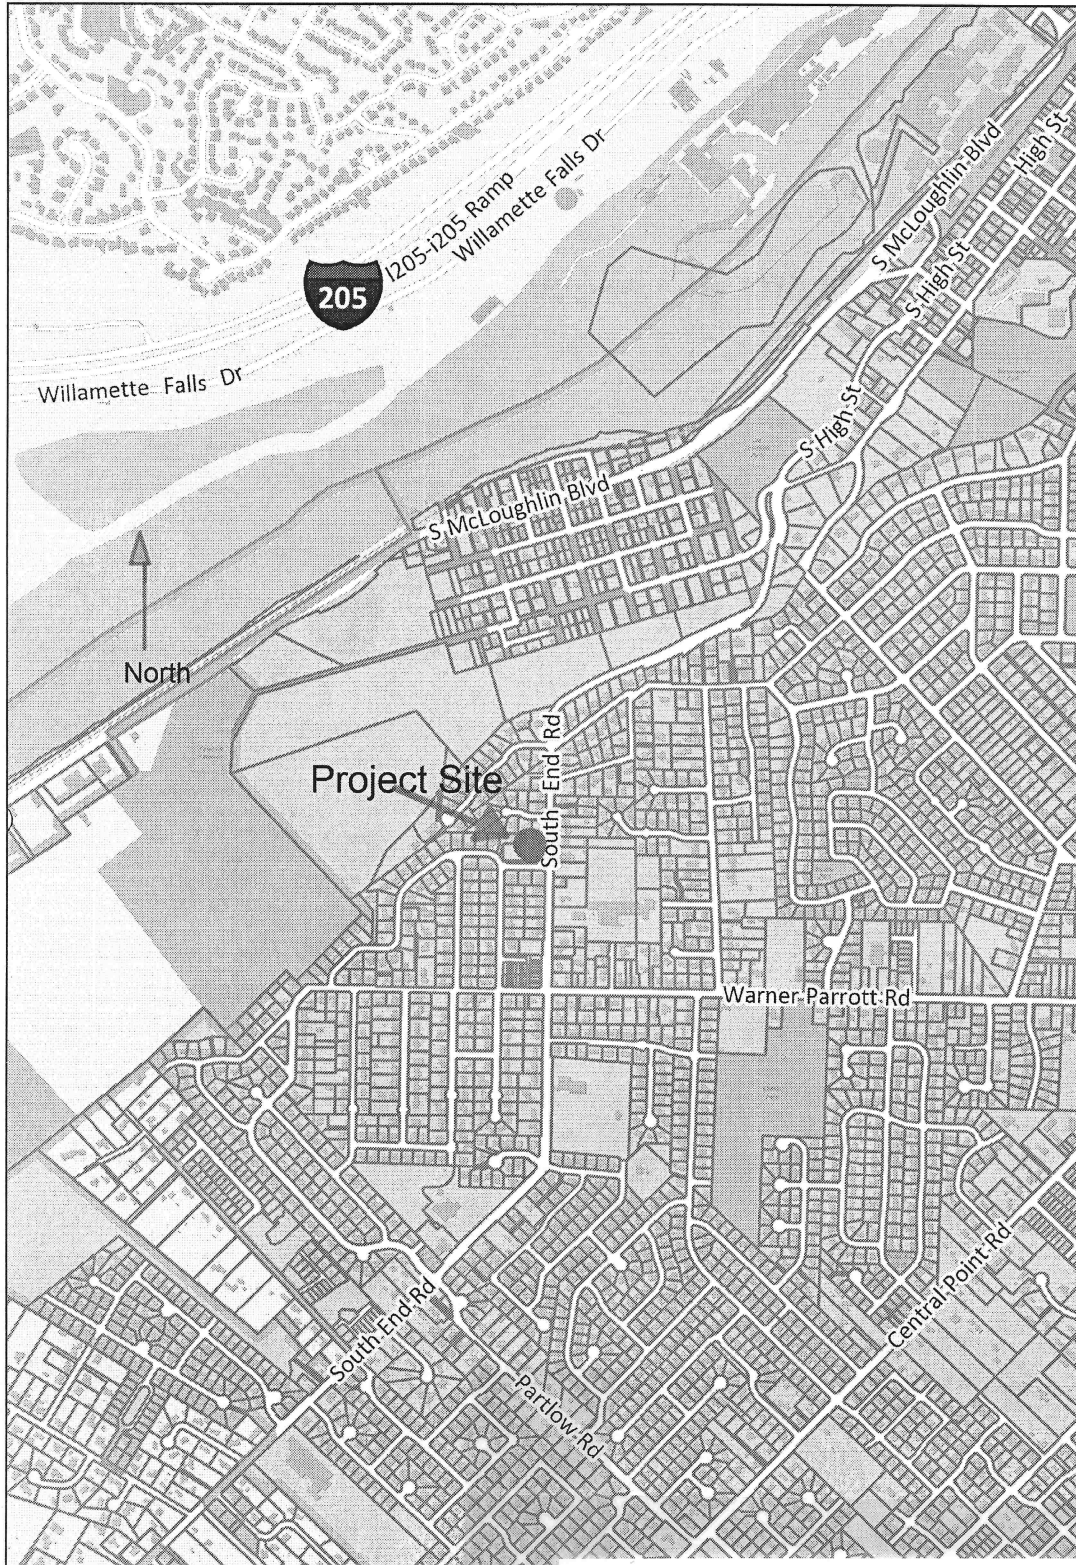 High St
S McLoughlin Blvd
I205-I205 Ramp
Willamette Falls Dr
S High St
205
Willamette Falls Dr
S High St
S McLoughlin Blvd
North
South End Rd
Project Site
Warner Parrott Rd
Central Point Rd
South End Rd
Partlow Rd